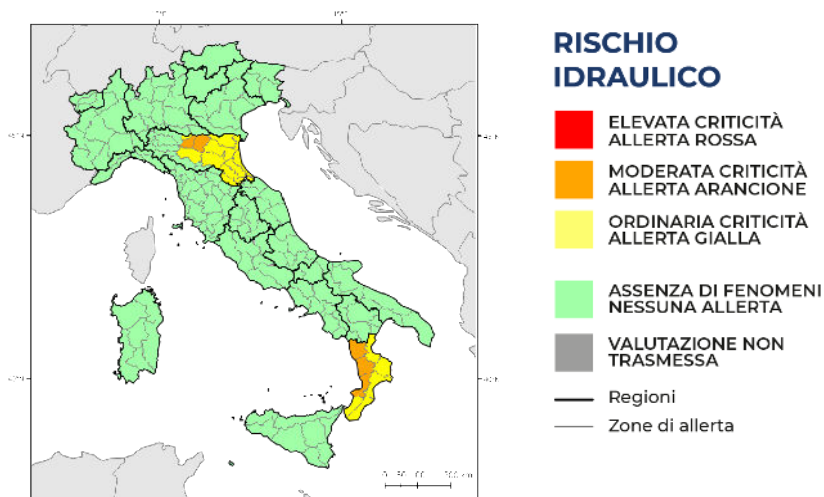 RISCHIO
IDRAULICO
ELEVATA CRITICITÀ
ALLERTA ROSSA
MODERATA CRITICITÀ
ALLERTA ARANCIONE
ORDINARIA CRITICITÀ
ALLERTA GIALLA
ASSENZA DI FENOMENI
NESSUNA ALLERTA
VALUTAZIONE NON
TRASMESSA
Regioni
Zone di allerta